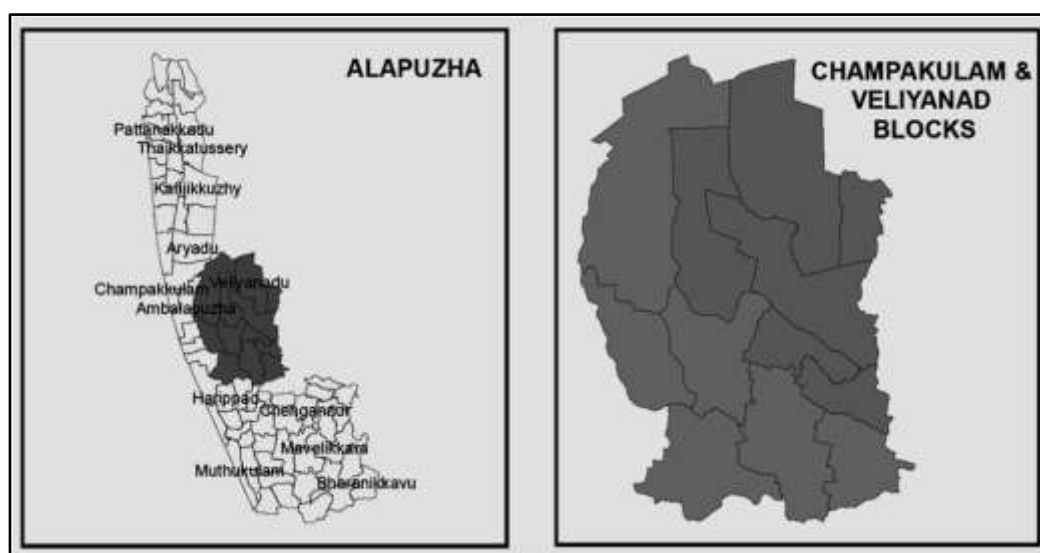 ALAPUZHA
Pattanakkadu
Thaikkatussery
Kanjikkuzhy
Aryadu
Veliyanadu
Champakkulam
Ambalapuzha
Harippad
Chengannur
Mavelikkara
Muthukulam
Bharanikkavu
CHAMPAKULAM &
VELIYANAD
BLOCKS